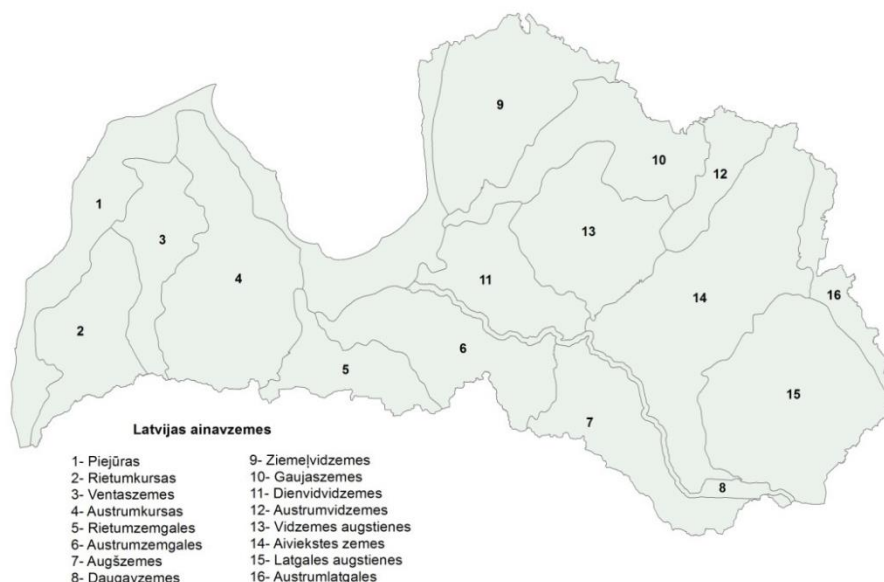 9
10
12
1
3
13
4
11
14
16
2
6
5
15
7
8
Latvijas ainavzemes
1- Piejūras
2- Rietumkursas
3- Ventaszemes
4- Austrumkursas
5- Rietumzemgales
6- Austrumzemgales
7- Augšzemes
8- Daugavzemes
9- Ziemeļvidzemes
10- Gaujaszemes
11- Dienvidvidzemes
12- Austrumvidzemes
13- Vidzemes augstienes
14- Aiviekstes zemes
15- Latgales augstienes
16- Austrumlatgales